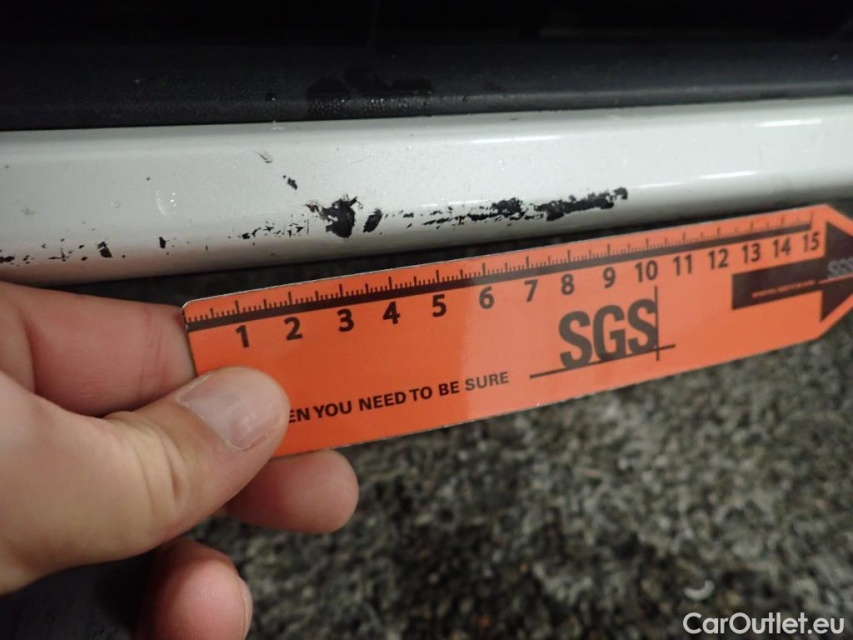 1 2 3 4 5 6 7 8 9 10 11 12 13 14 15
SGS
SGS
EN YOU NEED TO BE SURE
CarOutlet.eu